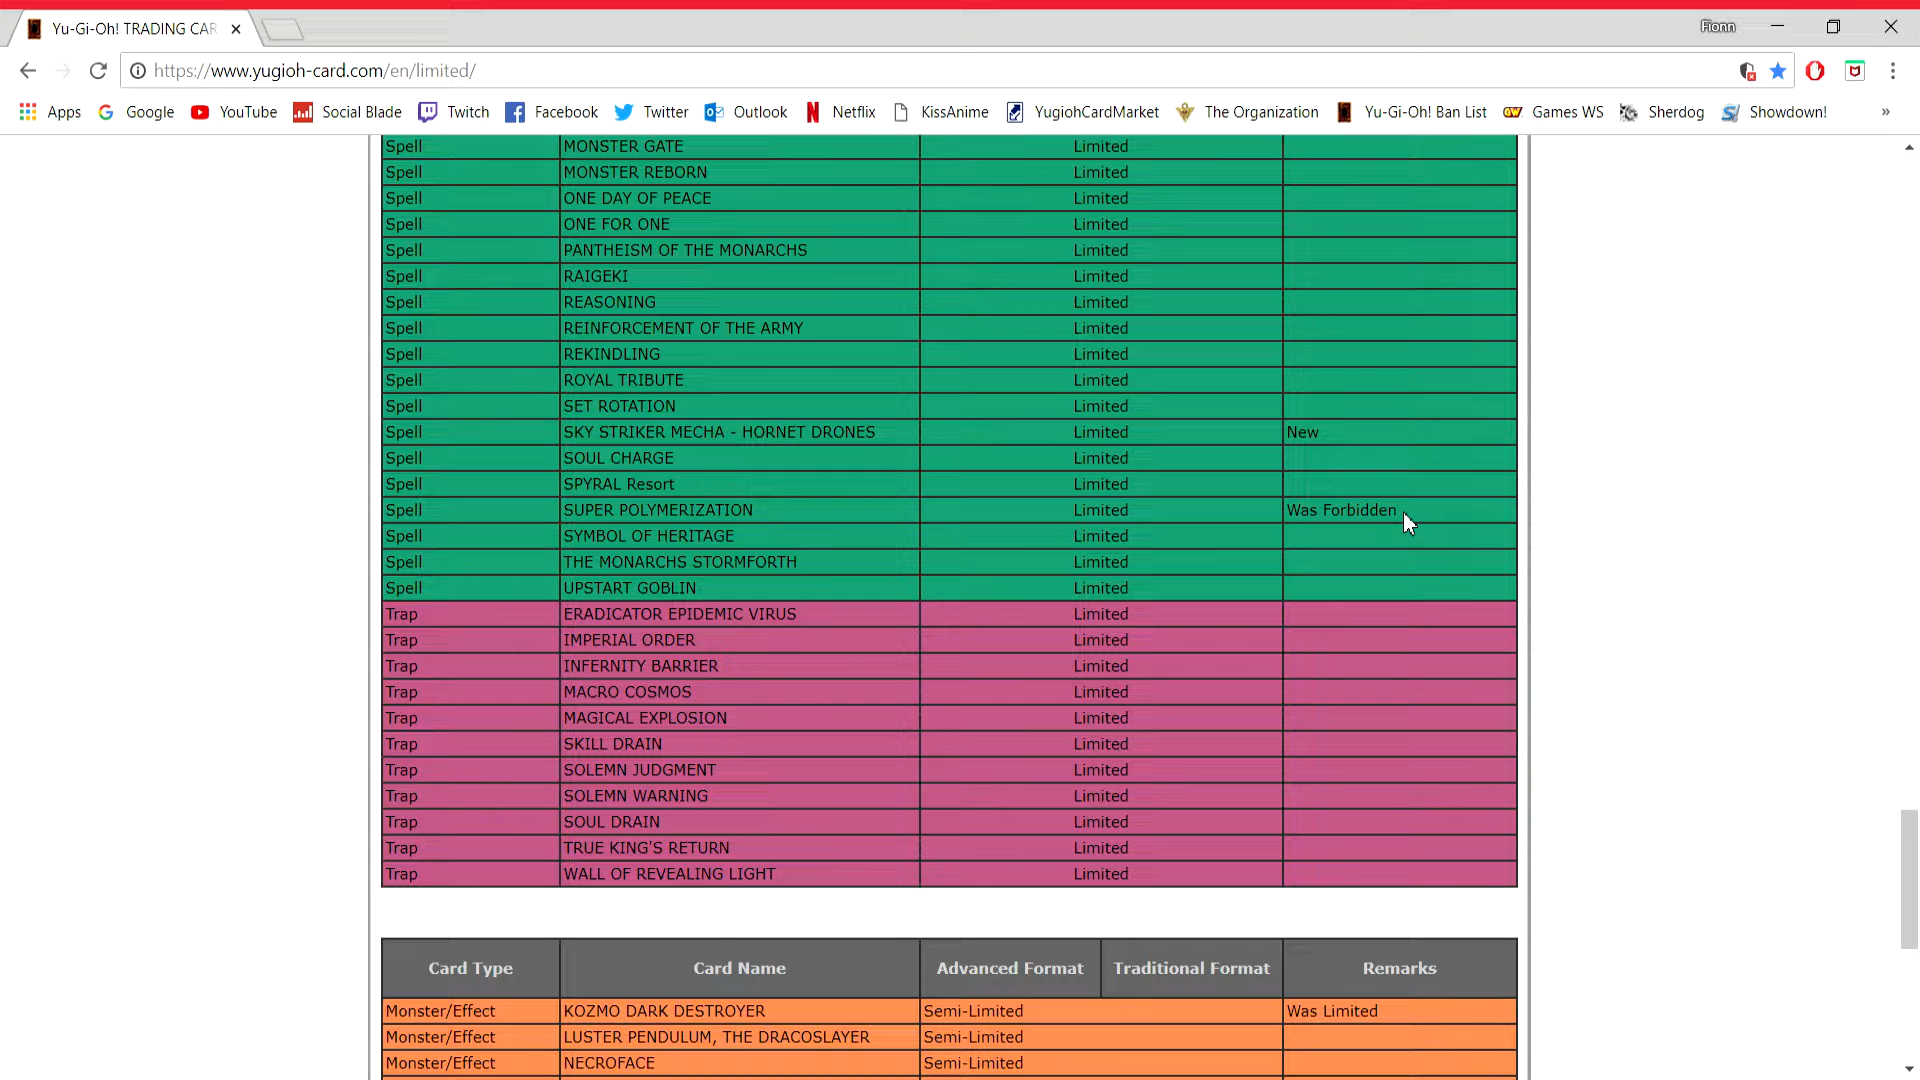 Yu-Gi-Oh! TRADING CAR
Fionn
https://www.yugioh-card.com/en/limited/
Apps Google YouTube Social Blade Twitch Facebook Twitter Outlook Netflix KissAnime YugiohCardMarket The Organization Yu-Gi-Oh! Ban List Games WS Sherdog Showdown! »
Spell MONSTER GATE Limited
Spell MONSTER REBORN Limited
Spell ONE DAY OF PEACE Limited
Spell ONE FOR ONE Limited
Spell PANTHEISM OF THE MONARCHS Limited
Spell RAIGEKI Limited
Spell REASONING Limited
Spell REINFORCEMENT OF THE ARMY Limited
Spell REKINDLING Limited
Spell ROYAL TRIBUTE Limited
Spell SET ROTATION Limited
Spell SKY STRIKER MECHA - HORNET DRONES Limited New
Spell SOUL CHARGE Limited
Spell SPYRAL Resort Limited
Spell SUPER POLYMERIZATION Limited Was Forbidden
Spell SYMBOL OF HERITAGE Limited
Spell THE MONARCHS STORMFORTH Limited
Spell UPSTART GOBLIN Limited
Trap ERADICATOR EPIDEMIC VIRUS Limited
Trap IMPERIAL ORDER Limited
Trap INFERNITY BARRIER Limited
Trap MACRO COSMOS Limited
Trap MAGICAL EXPLOSION Limited
Trap SKILL DRAIN Limited
Trap SOLEMN JUDGMENT Limited
Trap SOLEMN WARNING Limited
Trap SOUL DRAIN Limited
Trap TRUE KING'S RETURN Limited
Trap WALL OF REVEALING LIGHT Limited
Card Type Card Name Advanced Format Traditional Format Remarks
Monster/Effect KOZMO DARK DESTROYER Semi-Limited Was Limited
Monster/Effect LUSTER PENDULUM, THE DRACOSLAYER Semi-Limited
Monster/Effect NECROFACE Semi-Limited